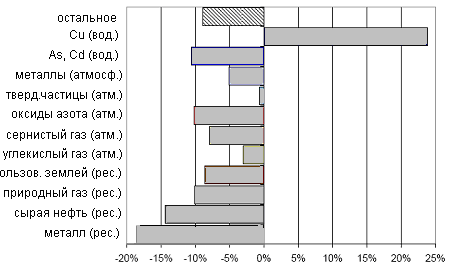 остальное
Cu (вод.)
As, Cd (вод.)
металлы (атмосф.)
тверд.частицы (атм.)
оксиды азота (атм.)
сернистый газ (атм.)
углекислый газ (атм.)
ользов. землей (рес.)
природный газ (рес.)
сырая нефть (рес.)
металл (рес.)
-20% -15% -10% -5% 0% 5% 10% 15% 20% 25%